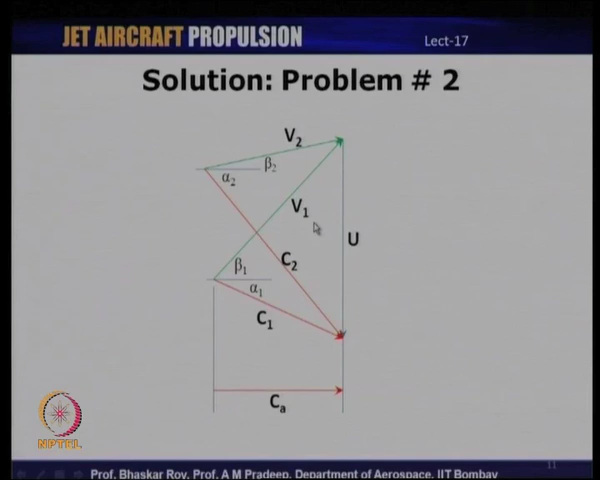 JET AIRCRAFT PROPULSION
Lect-17
Solution: Problem # 2
V2
β2
α2
V1
U
C2
β1
α1
C1
Ca
NPTEL
11
Prof. Bhaskar Roy, Prof. A M Pradeep, Department of Aerospace, IIT Bombay